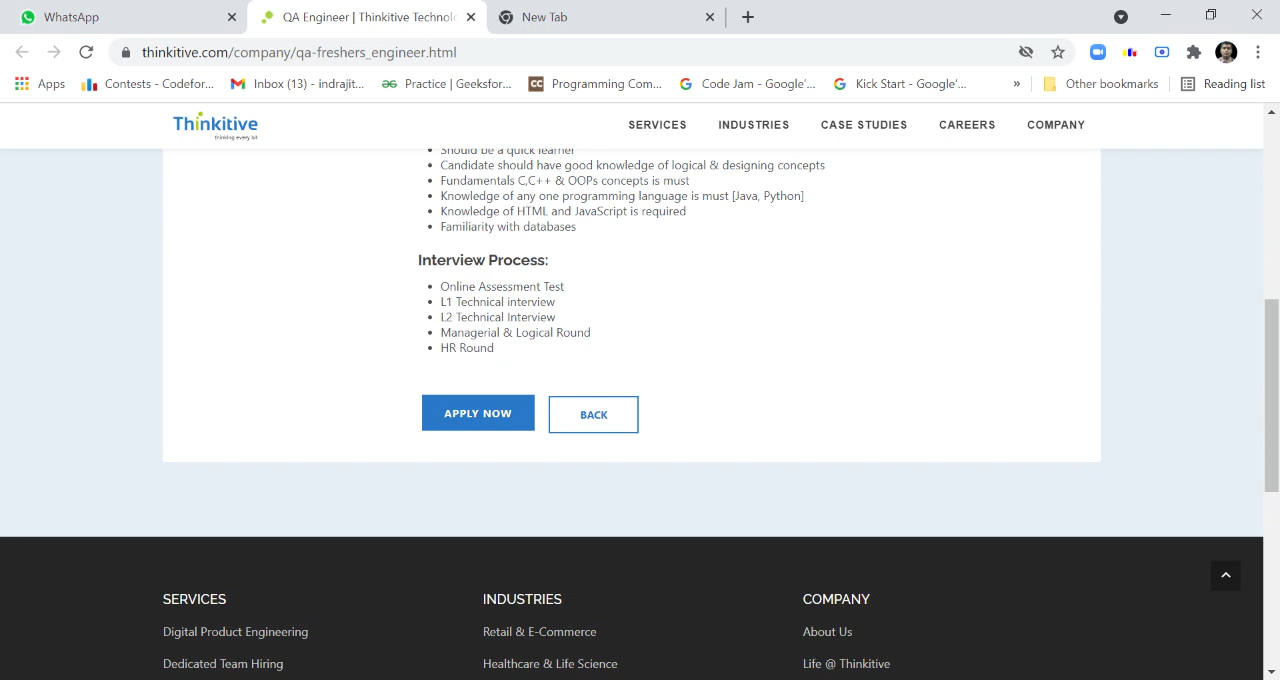 WhatsApp
QA Engineer | Thinkitive Technolo
New Tab
thinkitive.com/company/qa-freshers_engineer.html
Apps
Contests - Codefor...
Inbox (13) - indrajit...
Practice | Geeksfor...
CC
Programming Com...
Code Jam - Google'...
Kick Start - Google'...
»
Other bookmarks
Reading list
Thinkitive
thinking every bit
SERVICES
INDUSTRIES
CASE STUDIES
CAREERS
COMPANY
Should be a quick learner
Candidate should have good knowledge of logical & designing concepts
Fundamentals C,C++ & OOPs concepts is must
Knowledge of any one programming language is must [Java, Python]
Knowledge of HTML and JavaScript is required
Familiarity with databases
Interview Process:
Online Assessment Test
L1 Technical interview
L2 Technical Interview
Managerial & Logical Round
HR Round
APPLY NOW
BACK
SERVICES
INDUSTRIES
COMPANY
Digital Product Engineering
Retail & E-Commerce
About Us
Dedicated Team Hiring
Healthcare & Life Science
Life @ Thinkitive